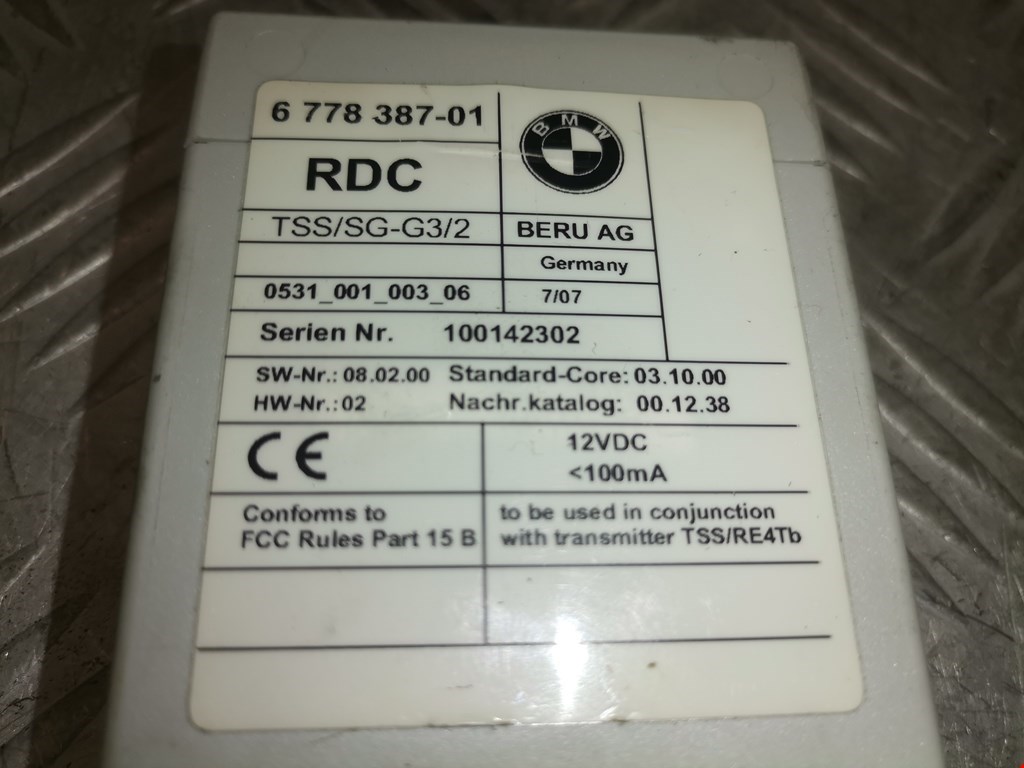 6 778 387-01
BMW
RDC
TSS/SG-G3/2
BERU AG
Germany
0531_001_003_06
7/07
Serien Nr. 100142302
SW-Nr.: 08.02.00 Standard-Core: 03.10.00
HW-Nr.: 02 Nachr.katalog: 00.12.38
CE
12VDC
<100mA
Conforms to
FCC Rules Part 15 B
to be used in conjunction
with transmitter TSS/RE4Tb